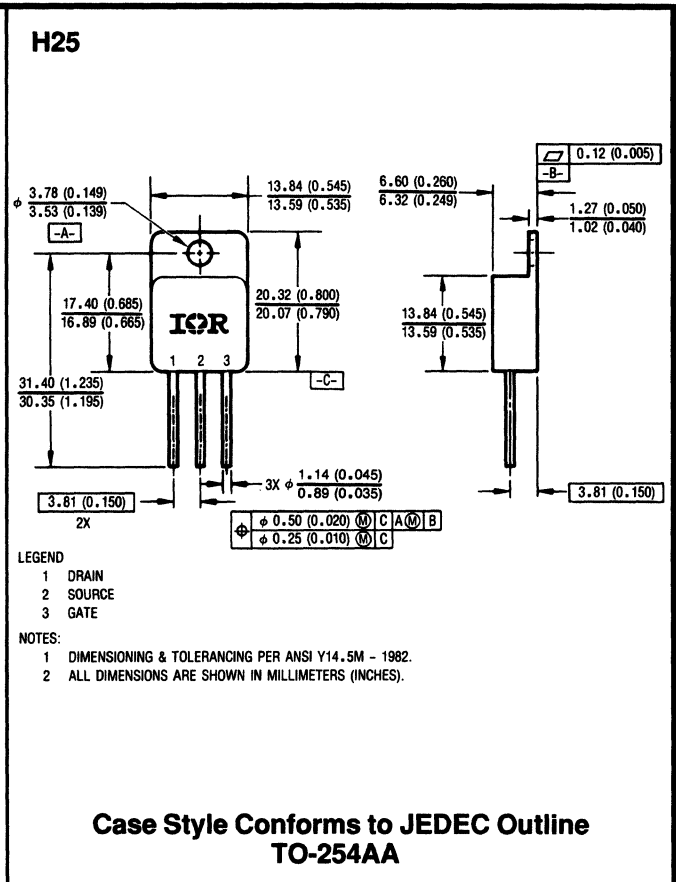 H25
⏥ 0.12 (0.005)
-B-
6.60 (0.260)
6.32 (0.249)
1.27 (0.050)
1.02 (0.040)
13.84 (0.545)
13.59 (0.535)
ϕ 3.78 (0.149)
3.53 (0.139)
-A-
17.40 (0.685)
16.89 (0.665)
20.32 (0.800)
20.07 (0.790)
13.84 (0.545)
13.59 (0.535)
IOR
1 2 3
-C-
31.40 (1.235)
30.35 (1.195)
3X ϕ 1.14 (0.045)
0.89 (0.035)
3.81 (0.150)
2X
3.81 (0.150)
⌖ ϕ 0.50 (0.020) Ⓜ C A Ⓜ B
ϕ 0.25 (0.010) Ⓜ C
LEGEND
1 DRAIN
2 SOURCE
3 GATE
NOTES:
1 DIMENSIONING & TOLERANCING PER ANSI Y14.5M - 1982.
2 ALL DIMENSIONS ARE SHOWN IN MILLIMETERS (INCHES).
Case Style Conforms to JEDEC Outline
TO-254AA